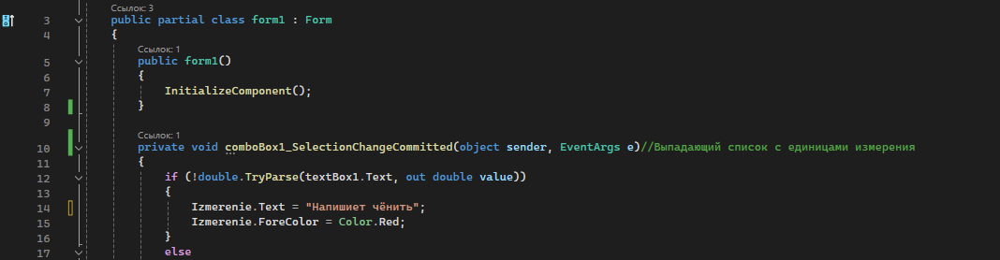 Ссылок: 3
3 public partial class form1 : Form
4 {
Ссылок: 1
5 public form1()
6 {
7 InitializeComponent();
8 }
9
Ссылок: 1
10 private void comboBox1_SelectionChangeCommitted(object sender, EventArgs e)//Выпадающий список с единицами измерения
11 {
12 if (!double.TryParse(textBox1.Text, out double value))
13 {
14 Izmerenie.Text = "Напишиет чёнить";
15 Izmerenie.ForeColor = Color.Red;
16 }
17 else